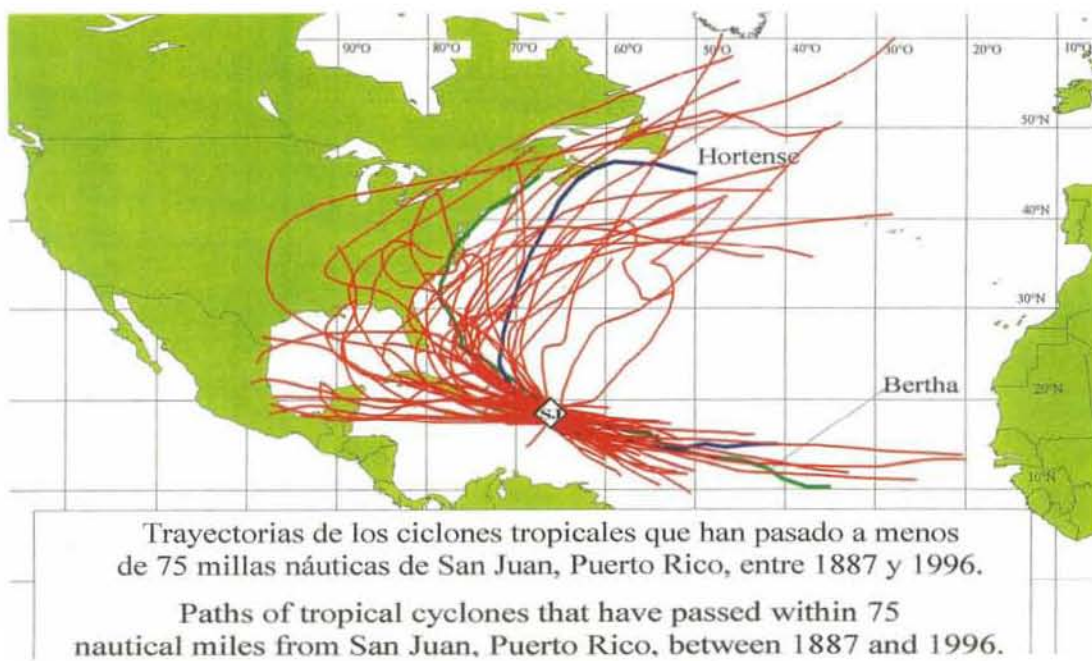 90°O 80°O 70°O 60°O 50°O 40°O 30°O 20°O 10°O
50°N
Hortense
40°N
30°N
Bertha
20°N
S.J
10°N
Trayectorias de los ciclones tropicales que han pasado a menos
de 75 millas náuticas de San Juan, Puerto Rico, entre 1887 y 1996.
Paths of tropical cyclones that have passed within 75
nautical miles from San Juan, Puerto Rico, between 1887 and 1996.